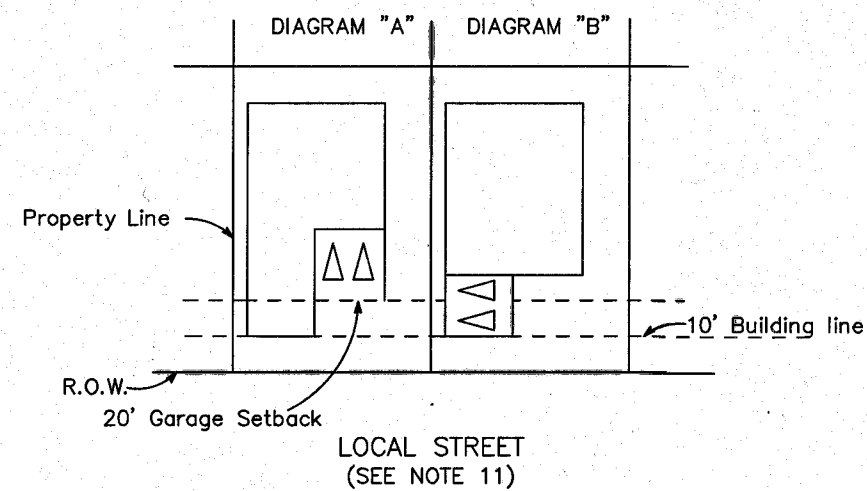 DIAGRAM "A"
DIAGRAM "B"
Property Line
10' Building line
R.O.W.
20' Garage Setback
LOCAL STREET
(SEE NOTE 11)